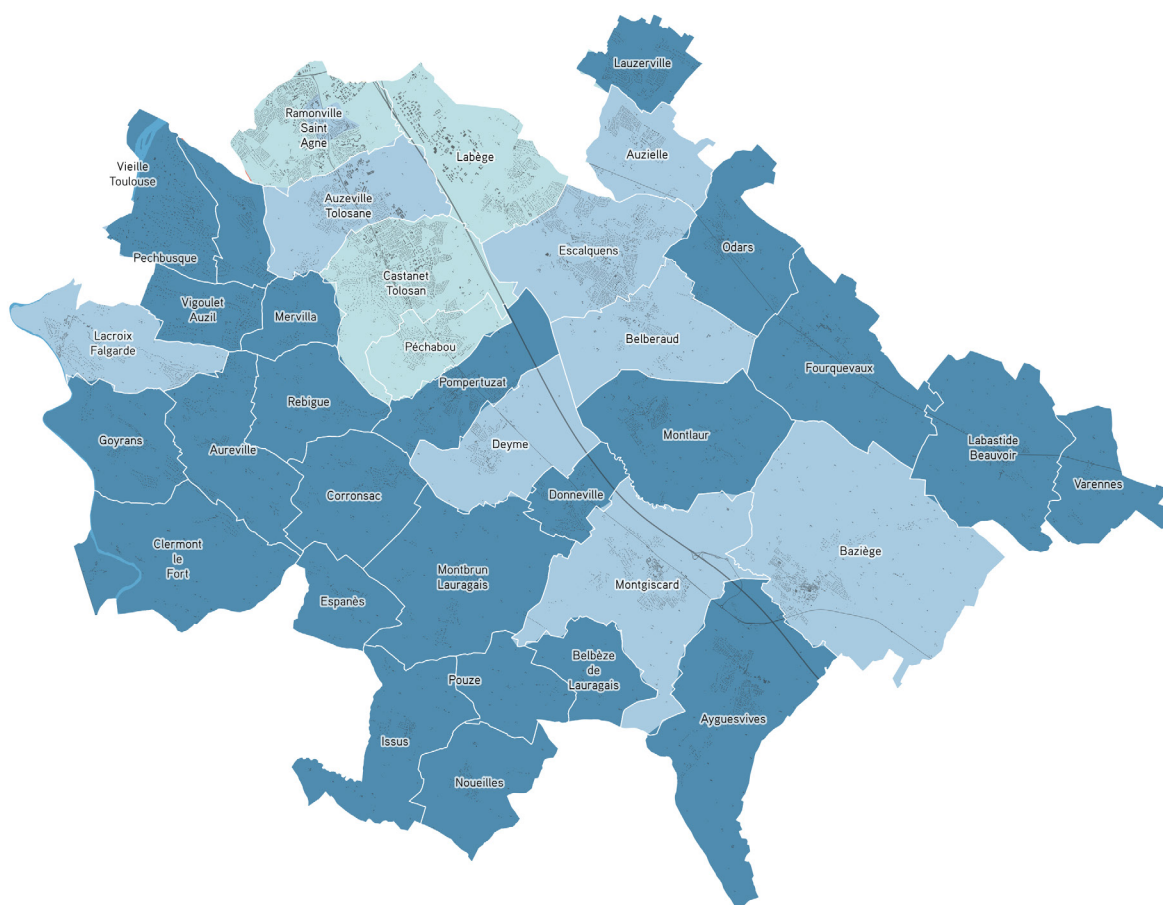 Lauzerville
Ramonville
Saint
Agne
Labège
Auzielle
Vieille
Toulouse
Auzeville
Tolosane
Escalquens
Odars
Pechbusque
Castanet
Tolosan
Vigoulet
Auzil
Mervilla
Lacroix
Falgarde
Péchabou
Belberaud
Fourquevaux
Pompertuzat
Rebigue
Goyrans
Aureville
Deyme
Montlaur
Labastide
Beauvoir
Varennes
Corronsac
Donneville
Clermont
le
Fort
Montbrun
Lauragais
Montgiscard
Baziège
Espanès
Belbèze
de
Lauragais
Pouze
Ayguesvives
Issus
Noueilles